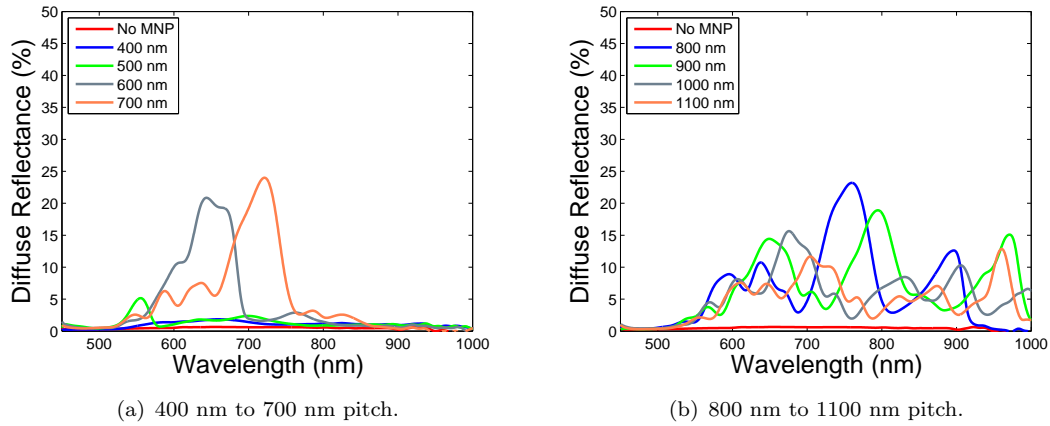 Diffuse Reflectance (%)
50
45
40
35
30
25
20
15
10
5
0
No MNP
400 nm
500 nm
600 nm
700 nm
500 600 700 800 900 1000
Wavelength (nm)
(a) 400 nm to 700 nm pitch.
Diffuse Reflectance (%)
50
45
40
35
30
25
20
15
10
5
0
No MNP
800 nm
900 nm
1000 nm
1100 nm
500 600 700 800 900 1000
Wavelength (nm)
(b) 800 nm to 1100 nm pitch.